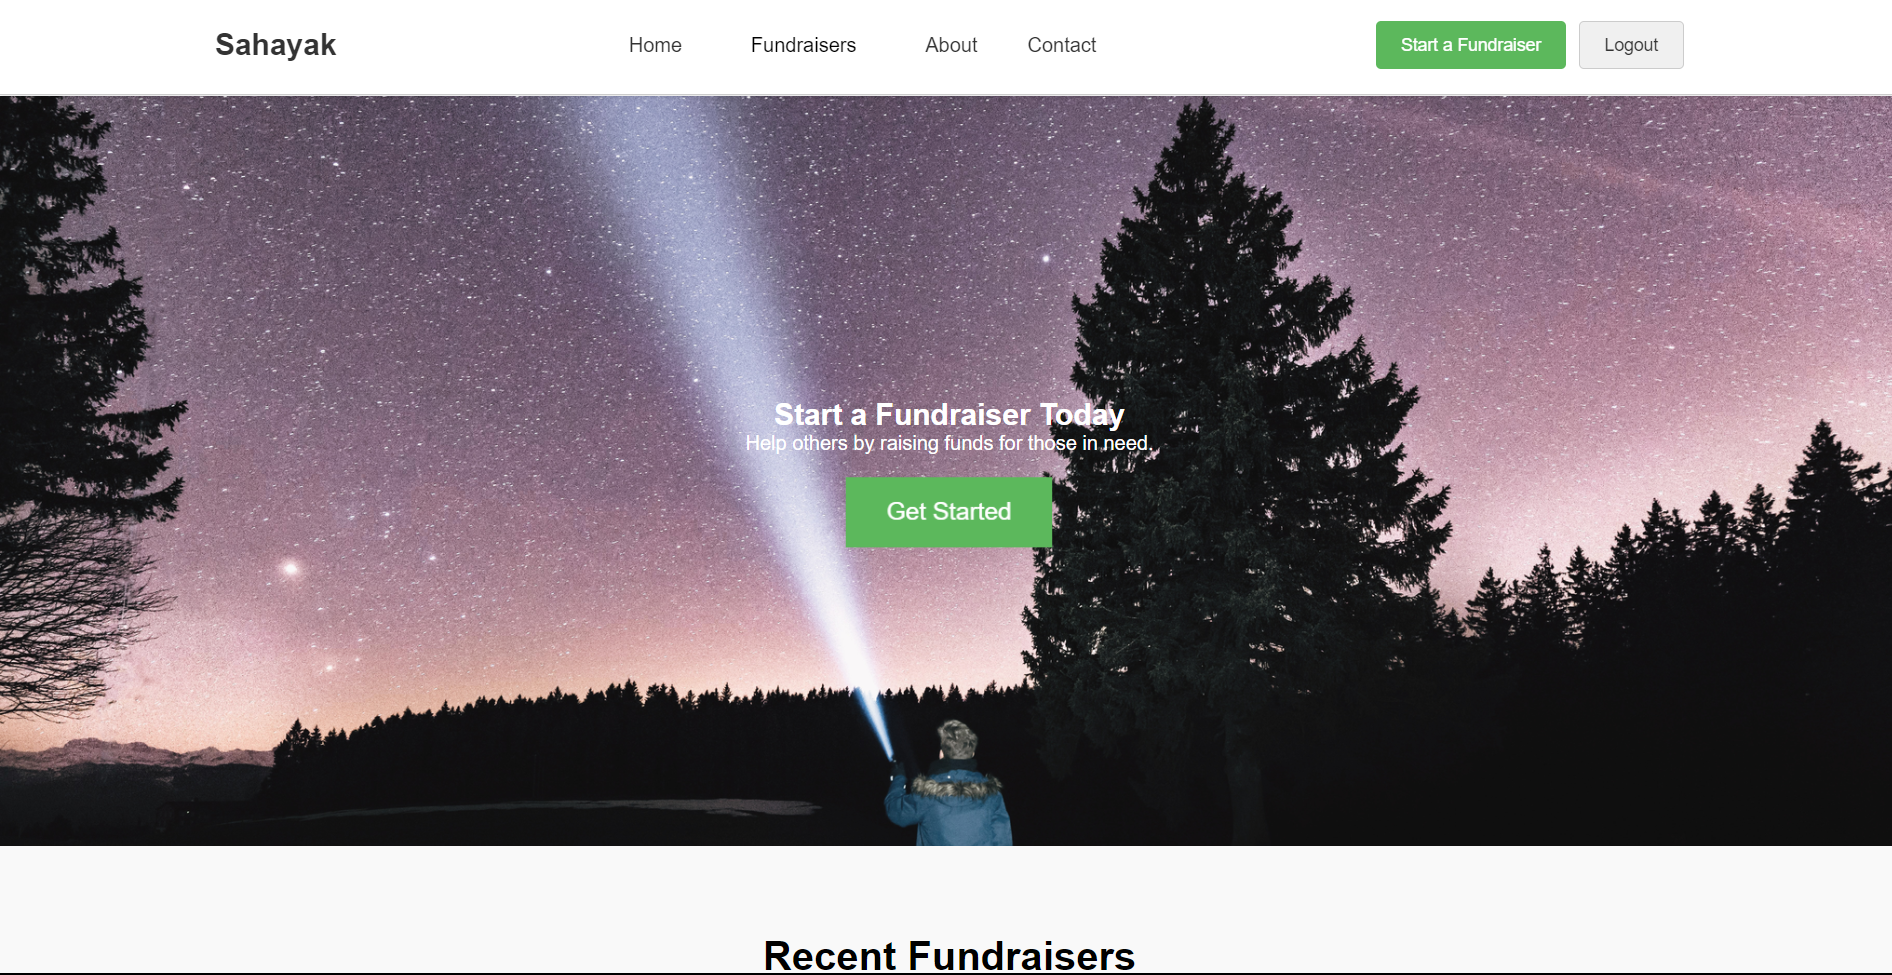 Sahayak
Home Fundraisers About Contact
Start a Fundraiser Logout
Start a Fundraiser Today
Help others by raising funds for those in need.
Get Started
Recent Fundraisers